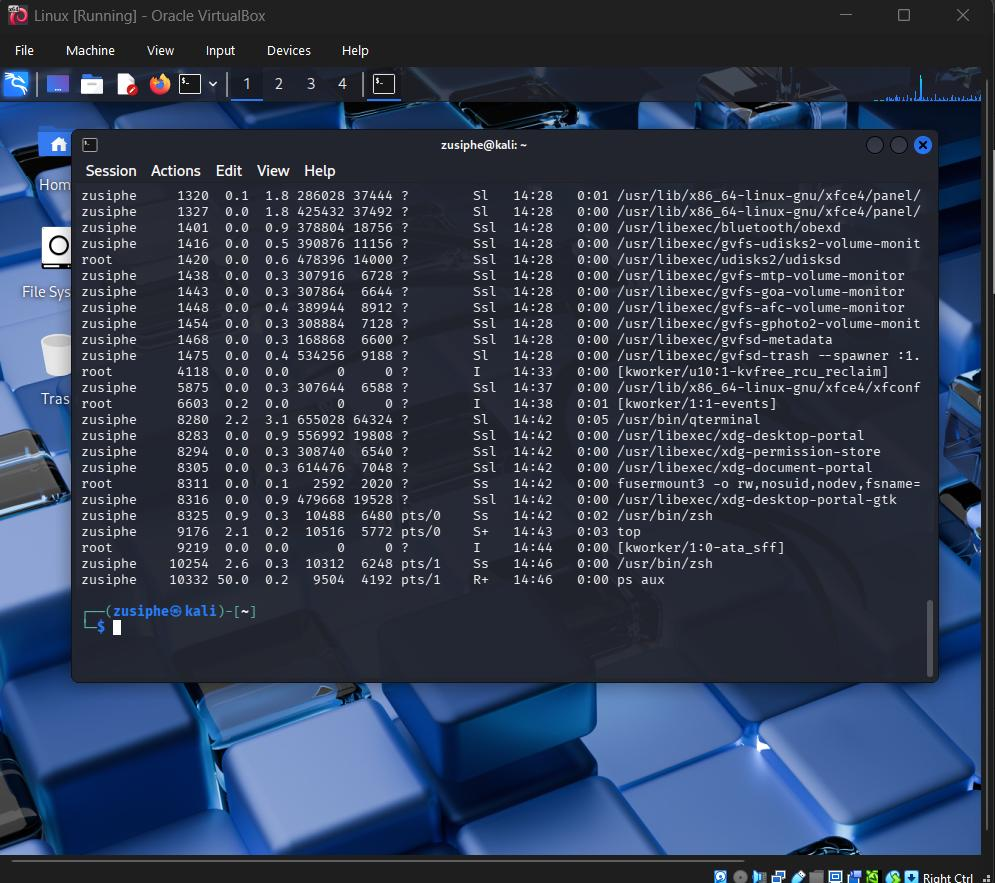 Linux [Running] - Oracle VirtualBox
File Machine View Input Devices Help
1 2 3 4
zusiphe@kali: ~
Session Actions Edit View Help
zusiphe 1320 0.1 1.8 286028 37444 ? Sl 14:28 0:01 /usr/lib/x86_64-linux-gnu/xfce4/panel/
zusiphe 1327 0.0 1.8 425432 37492 ? Sl 14:28 0:00 /usr/lib/x86_64-linux-gnu/xfce4/panel/
zusiphe 1401 0.0 0.9 378804 18756 ? Ssl 14:28 0:00 /usr/libexec/bluetooth/obexd
zusiphe 1416 0.0 0.5 390876 11156 ? Ssl 14:28 0:00 /usr/libexec/gvfs-udisks2-volume-monit
root 1420 0.0 0.6 478396 14000 ? Ssl 14:28 0:00 /usr/libexec/udisks2/udisksd
zusiphe 1438 0.0 0.3 307916 6728 ? Ssl 14:28 0:00 /usr/libexec/gvfs-mtp-volume-monitor
zusiphe 1443 0.0 0.3 307864 6644 ? Ssl 14:28 0:00 /usr/libexec/gvfs-goa-volume-monitor
zusiphe 1448 0.0 0.4 389944 8912 ? Ssl 14:28 0:00 /usr/libexec/gvfs-afc-volume-monitor
zusiphe 1454 0.0 0.3 308884 7128 ? Ssl 14:28 0:00 /usr/libexec/gvfs-gphoto2-volume-monit
zusiphe 1468 0.0 0.3 168868 6600 ? Ssl 14:28 0:00 /usr/libexec/gvfsd-metadata
zusiphe 1475 0.0 0.4 534256 9188 ? Sl 14:28 0:00 /usr/libexec/gvfsd-trash --spawner :1.
root 4118 0.0 0.0 0 0 ? I 14:33 0:00 [kworker/u10:1-kvfree_rcu_reclaim]
zusiphe 5875 0.0 0.3 307644 6588 ? Ssl 14:37 0:00 /usr/lib/x86_64-linux-gnu/xfce4/xfconf
root 6603 0.2 0.0 0 0 ? I 14:38 0:01 [kworker/1:1-events]
zusiphe 8280 2.2 3.1 655028 64324 ? Sl 14:42 0:05 /usr/bin/qterminal
zusiphe 8283 0.0 0.9 556992 19808 ? Ssl 14:42 0:00 /usr/libexec/xdg-desktop-portal
zusiphe 8294 0.0 0.3 308740 6540 ? Ssl 14:42 0:00 /usr/libexec/xdg-permission-store
zusiphe 8305 0.0 0.3 614476 7048 ? Ssl 14:42 0:00 /usr/libexec/xdg-document-portal
root 8311 0.0 0.1 2592 2020 ? Ss 14:42 0:00 fusermount3 -o rw,nosuid,nodev,fsname=
zusiphe 8316 0.0 0.9 479668 19528 ? Ssl 14:42 0:00 /usr/libexec/xdg-desktop-portal-gtk
zusiphe 8325 0.9 0.3 10488 6480 pts/0 Ss 14:42 0:02 /usr/bin/zsh
zusiphe 9176 2.1 0.2 10516 5772 pts/0 S+ 14:43 0:03 top
root 9219 0.0 0.0 0 0 ? I 14:44 0:00 [kworker/1:0-ata_sff]
zusiphe 10254 2.6 0.3 10312 6248 pts/1 Ss 14:46 0:00 /usr/bin/zsh
zusiphe 10332 50.0 0.2 9504 4192 pts/1 R+ 14:46 0:00 ps aux
┌──(zusiphe㉿kali)-[~]
└─$
Hom
File Sys
Tras
Right Ctrl